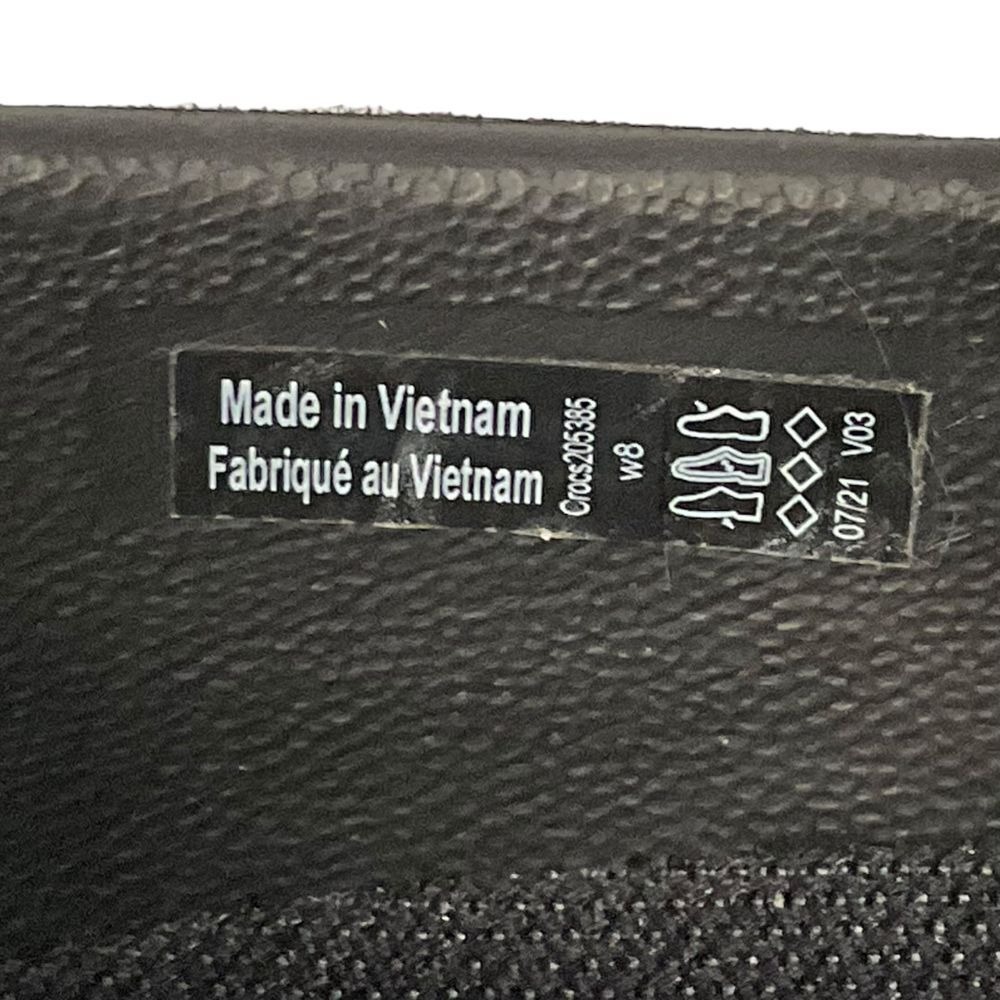 Made in Vietnam
Fabriqué au Vietnam
Crocs205385
w8
07/21 V03